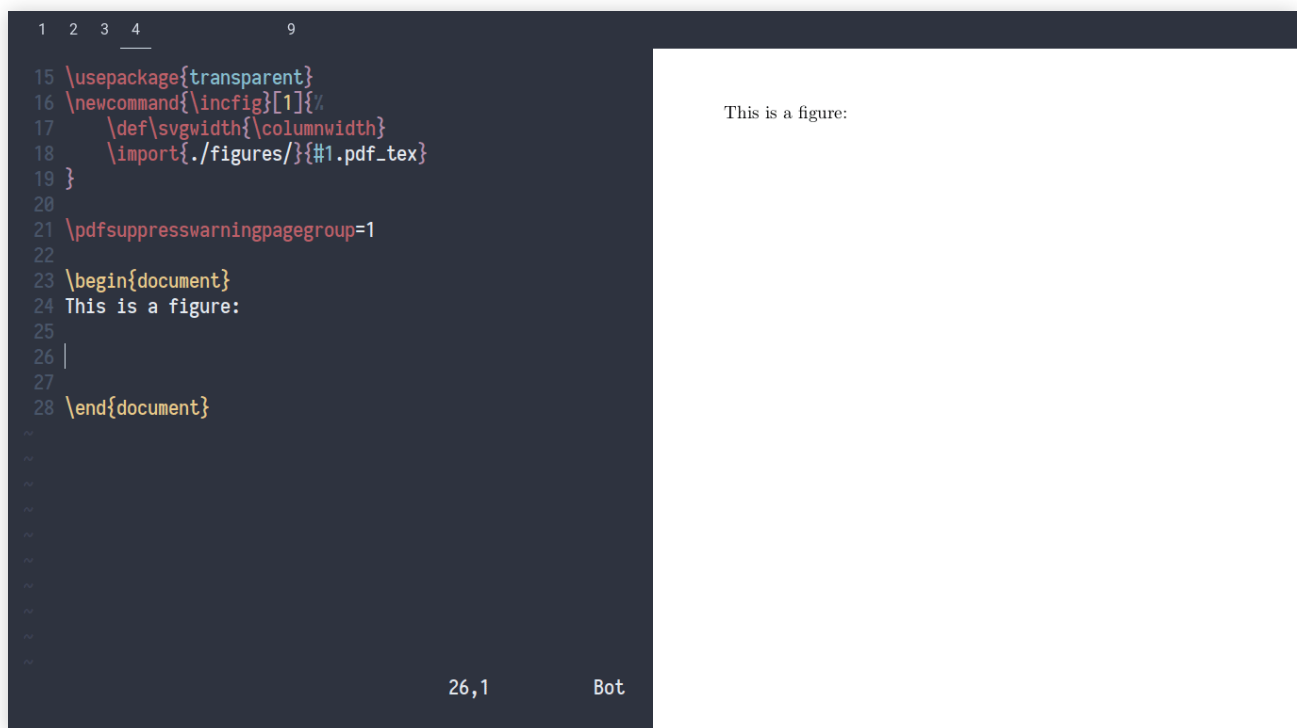 1 2 3 4 9
15 \usepackage{transparent}
16 \newcommand{\incfig}[1]{%
17     \def\svgwidth{\columnwidth}
18     \import{./figures/}{#1.pdf_tex}
19 }
20
21 \pdfsuppresswarningpagegroup=1
22
23 \begin{document}
24 This is a figure:
25
26
27
28 \end{document}
~
~
~
~
~
~
~
~
~
~
26,1 Bot
This is a figure: